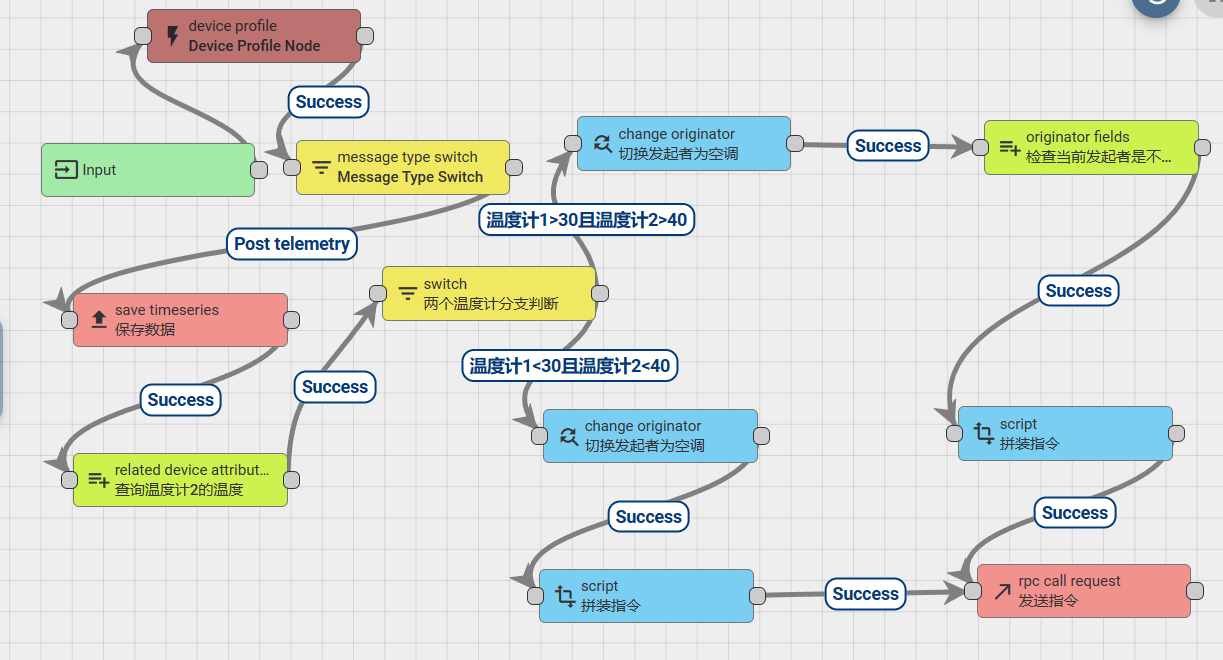 device profile
Device Profile Node
Success
Input
message type switch
Message Type Switch
change originator
切换发起者为空调
Success
originator fields
检查当前发起者是不...
温度计1>30且温度计2>40
Post telemetry
switch
两个温度计分支判断
Success
save timeseries
保存数据
温度计1<30且温度计2<40
Success
Success
change originator
切换发起者为空调
script
拼装指令
related device attribut...
查询温度计2的温度
Success
Success
script
拼装指令
Success
rpc call request
发送指令